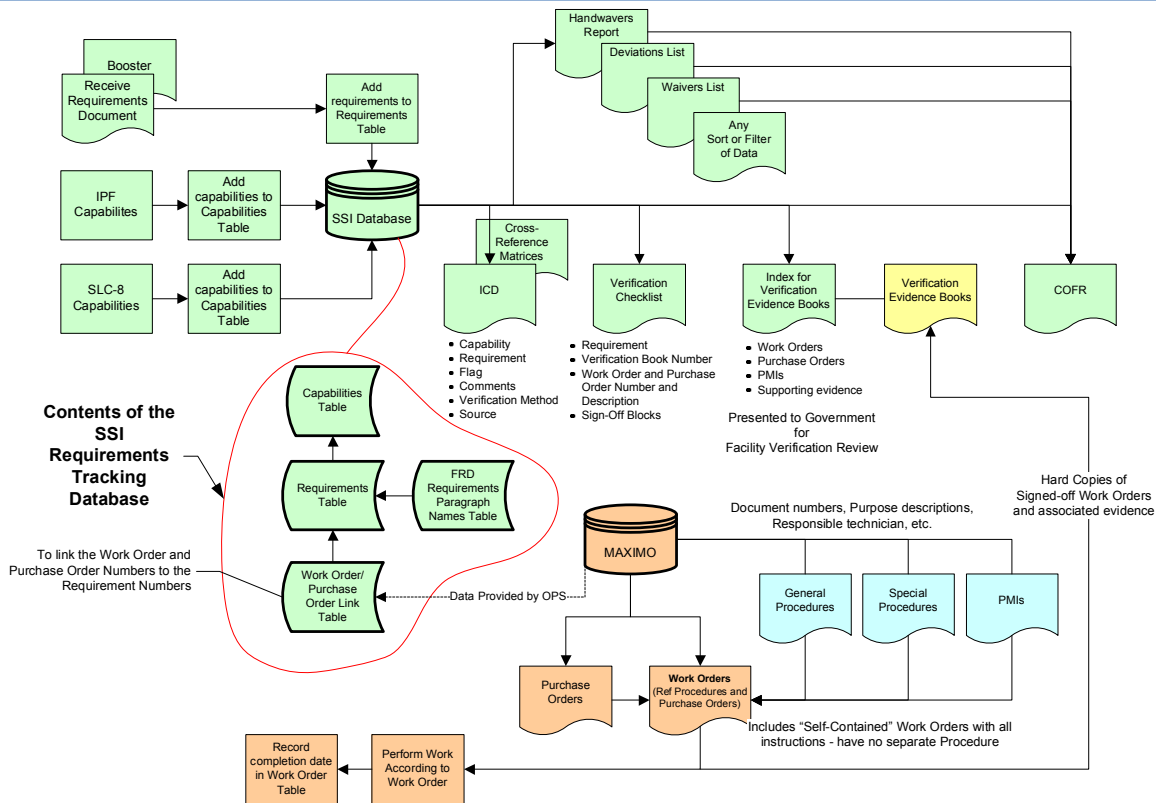 Booster
Receive
Requirements
Document
Add
requirements to
Requirements
Table
Handwavers
Report
Deviations List
Waivers List
Any
Sort or Filter
of Data
IPF
Capabilites
Add
capabilities to
Capabilities
Table
SSI Database
SLC-8
Capabilities
Add
capabilities to
Capabilities
Table
Cross-
Reference
Matrices
ICD
Verification
Checklist
Index for
Verification
Evidence Books
Verification
Evidence Books
COFR
• Capability
• Requirement
• Flag
• Comments
• Verification Method
• Source
• Requirement
• Verification Book Number
• Work Order and Purchase
Order Number and
Description
• Sign-Off Blocks
• Work Orders
• Purchase Orders
• PMIs
• Supporting evidence
Presented to Government
for
Facility Verification Review
Contents of the
SSI
Requirements
Tracking
Database
Capabilities
Table
Requirements
Table
FRD
Requirements
Paragraph
Names Table
Work Order/
Purchase
Order Link
Table
To link the Work Order and
Purchase Order Numbers to the
Requirement Numbers
Data Provided by OPS
MAXIMO
Document numbers, Purpose descriptions,
Responsible technician, etc.
Hard Copies of
Signed-off Work Orders
and associated evidence
General
Procedures
Special
Procedures
PMIs
Purchase
Orders
Work Orders
(Ref Procedures and
Purchase Orders)
Includes “Self-Contained” Work Orders with all
instructions - have no separate Procedure
Record
completion date
in Work Order
Table
Perform Work
According to
Work Order